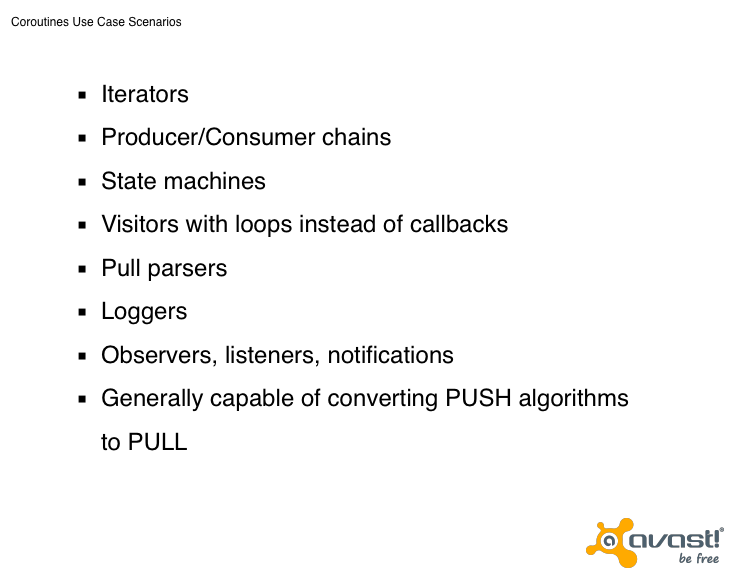 Coroutines Use Case Scenarios
▪ Iterators
▪ Producer/Consumer chains
▪ State machines
▪ Visitors with loops instead of callbacks
▪ Pull parsers
▪ Loggers
▪ Observers, listeners, notifications
▪ Generally capable of converting PUSH algorithms
to PULL
a avast!®
be free